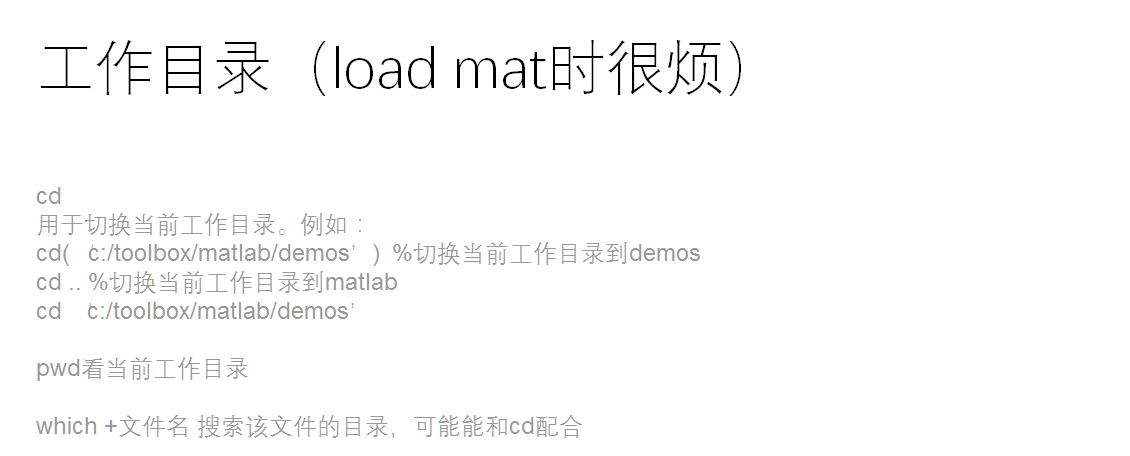 工作目录（load mat时很烦）
cd
用于切换当前工作目录。例如：
cd( ‘c:/toolbox/matlab/demos’ ) %切换当前工作目录到demos
cd .. %切换当前工作目录到matlab
cd ‘c:/toolbox/matlab/demos’
pwd看当前工作目录
which +文件名 搜索该文件的目录，可能能和cd配合